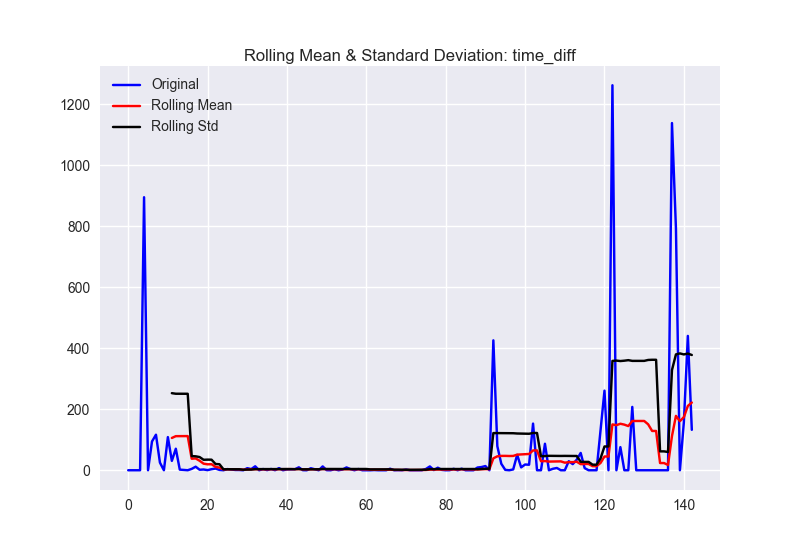 Rolling Mean & Standard Deviation: time_diff
Original
Rolling Mean
Rolling Std
1200
1000
800
600
400
200
0
0 20 40 60 80 100 120 140